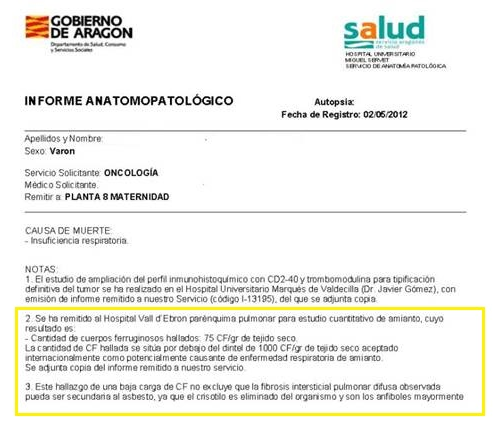 GOBIERNO
DE ARAGON
Departamento de Salud, Consumo
y Servicios Sociales
salud
servicio aragonés
de salud
HOSPITAL UNIVERSITARIO
MIGUEL SERVET
SERVICIO DE ANATOMÍA PATOLÓGICA
INFORME ANATOMOPATOLÓGICO
Autopsia:
Fecha de Registro: 02/05/2012
Apellidos y Nombre:
Sexo: Varon
Servicio Solicitante: ONCOLOGÍA
Médico Solicitante:
Remitir a: PLANTA 8 MATERNIDAD
CAUSA DE MUERTE:
- Insuficiencia respiratoria.
NOTAS:
1. El estudio de ampliación del perfil inmunohistoquímico con CD2-40 y trombomodulina para tipificación
definitiva del tumor se ha realizado en el Hospital Universitario Marqués de Valdecilla (Dr. Javier Gómez), con
emisión de informe remitido a nuestro Servicio (código I-13195), del que se adjunta copia.
2. Se ha remitido al Hospital Vall d'Ebron parénquima pulmonar para estudio cuantitativo de amianto, cuyo
resultado es:
- Cantidad de cuerpos ferruginosos hallados: 75 CF/gr de tejido seco.
La cantidad de CF hallada se sitúa por debajo del dintel de 1000 CF/gr de tejido seco aceptado
internacionalmente como potencialmente causante de enfermedad respiratoria de amianto.
Se adjunta copia del informe remitido a nuestro servicio.
3. Este hallazgo de una baja carga de CF no excluye que la fibrosis intersticial pulmonar difusa observada
pueda ser secundaria al asbesto, ya que el crisotilo es eliminado del organismo y son los anfíboles mayormente